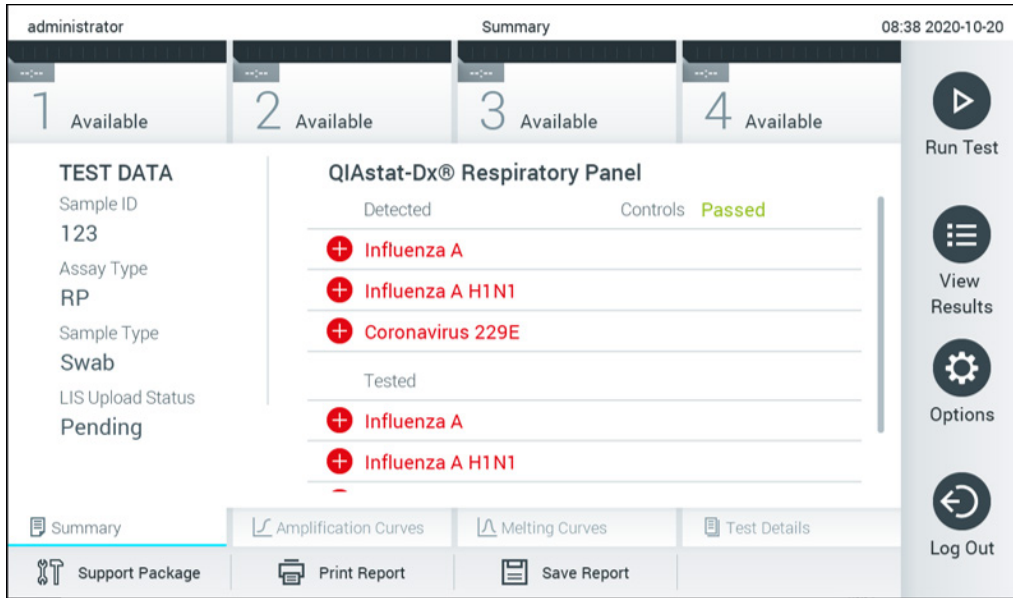 administrator
Summary
08:38 2020-10-20
--:--
1 Available
--:--
2 Available
--:--
3 Available
--:--
4 Available
Run Test
View
Results
Options
Log Out
TEST DATA
Sample ID
123
Assay Type
RP
Sample Type
Swab
LIS Upload Status
Pending
QIAstat-Dx® Respiratory Panel
Detected Controls Passed
Influenza A
Influenza A H1N1
Coronavirus 229E
Tested
Influenza A
Influenza A H1N1
Summary
Amplification Curves
Melting Curves
Test Details
Support Package
Print Report
Save Report